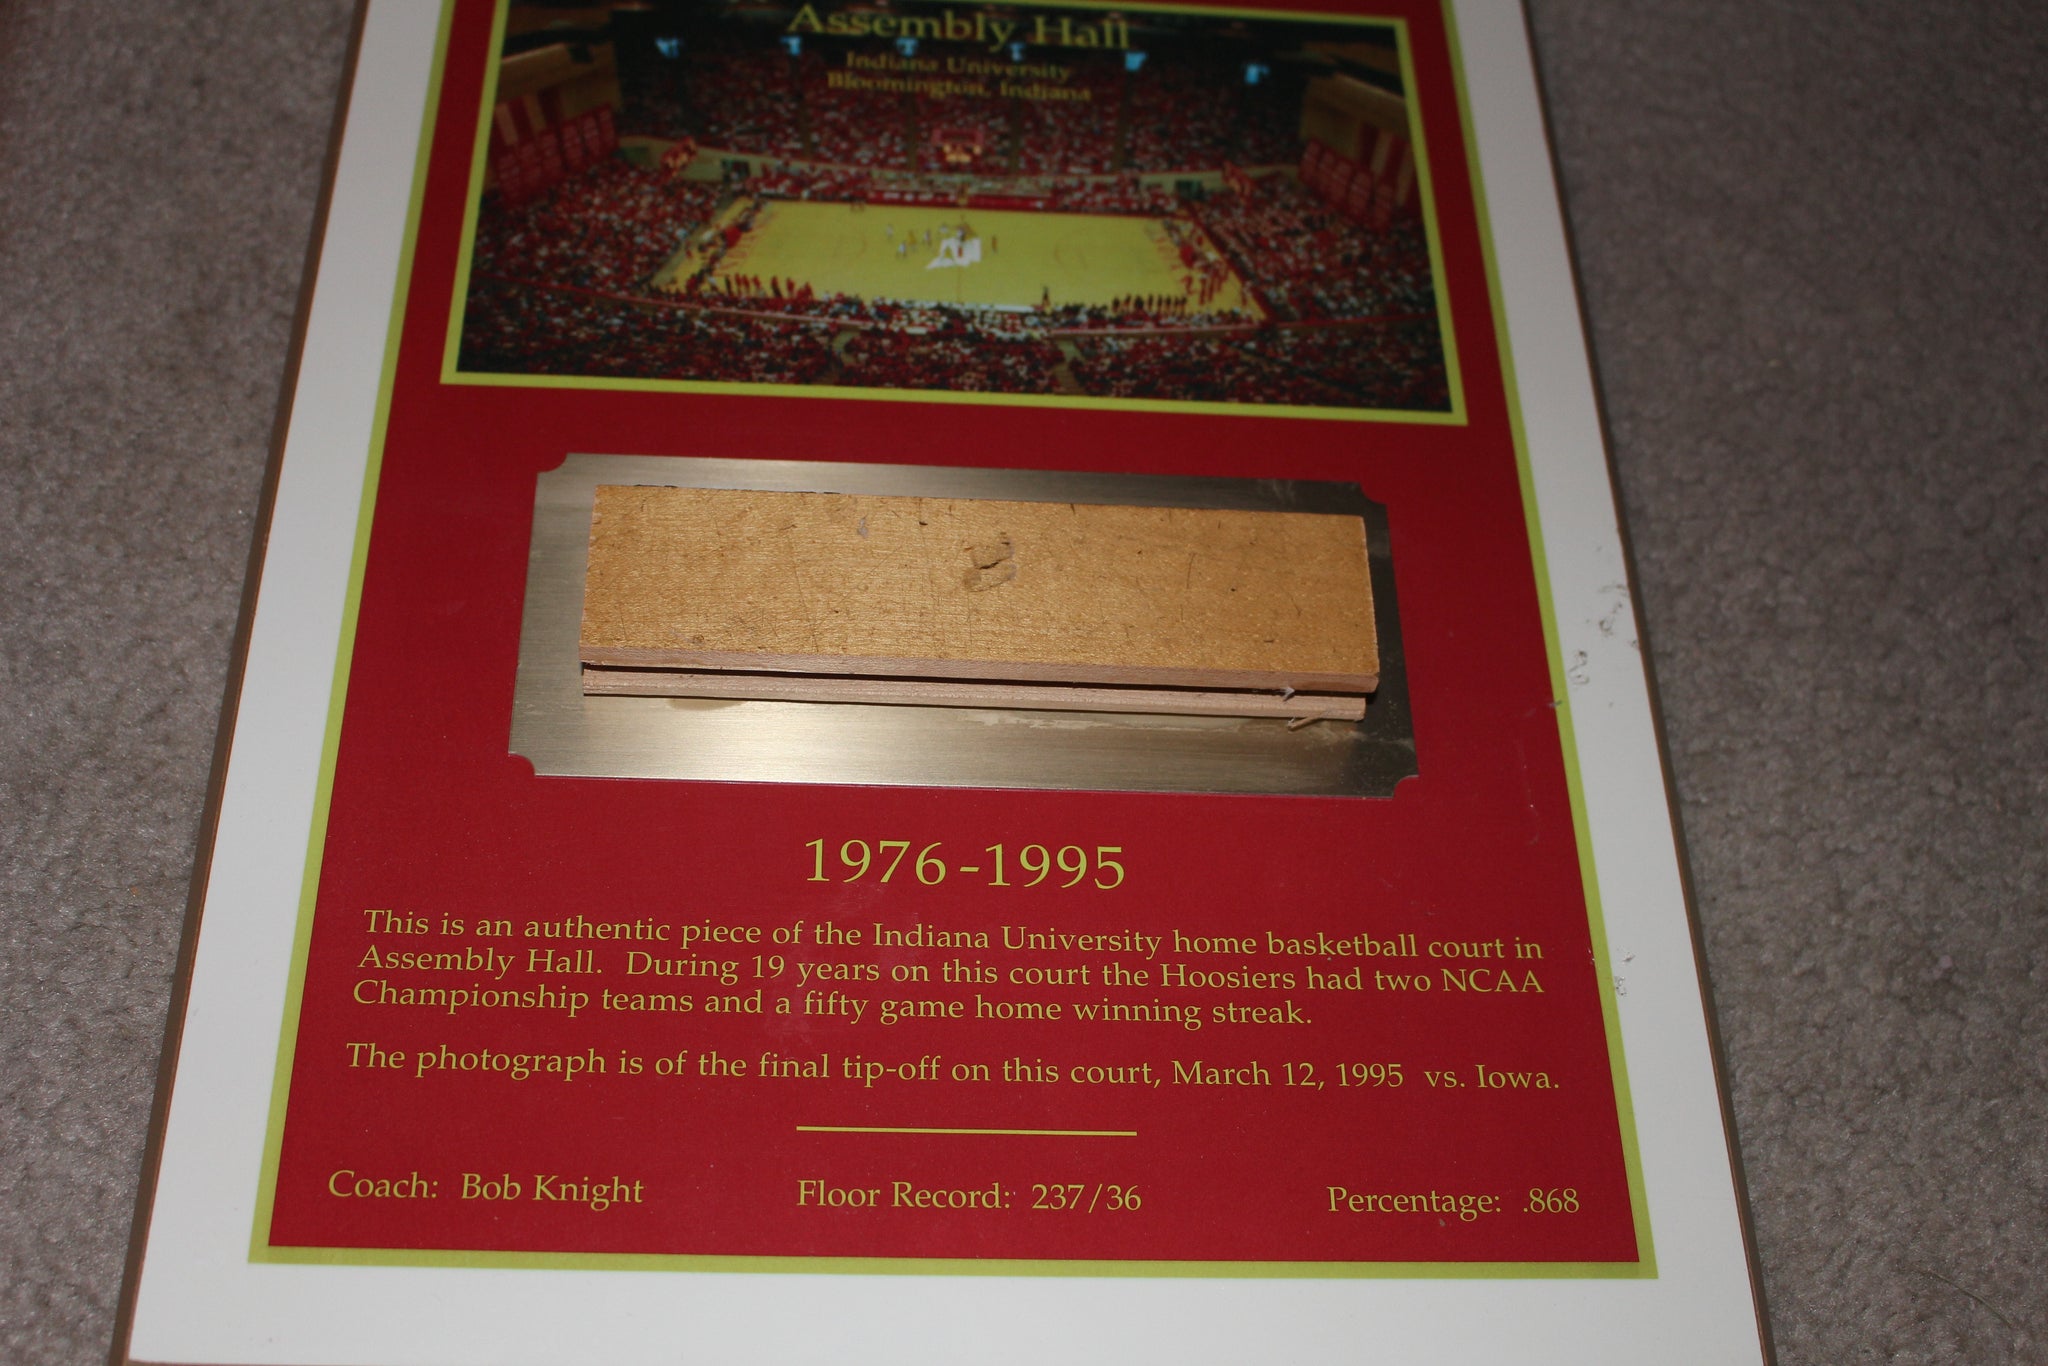 Assembly Hall
Indiana University
Bloomington, Indiana
1976-1995
This is an authentic piece of the Indiana University home basketball court in
Assembly Hall. During 19 years on this court the Hoosiers had two NCAA
Championship teams and a fifty game home winning streak.
The photograph is of the final tip-off on this court, March 12, 1995 vs. Iowa.
Coach: Bob Knight Floor Record: 237/36 Percentage: .868